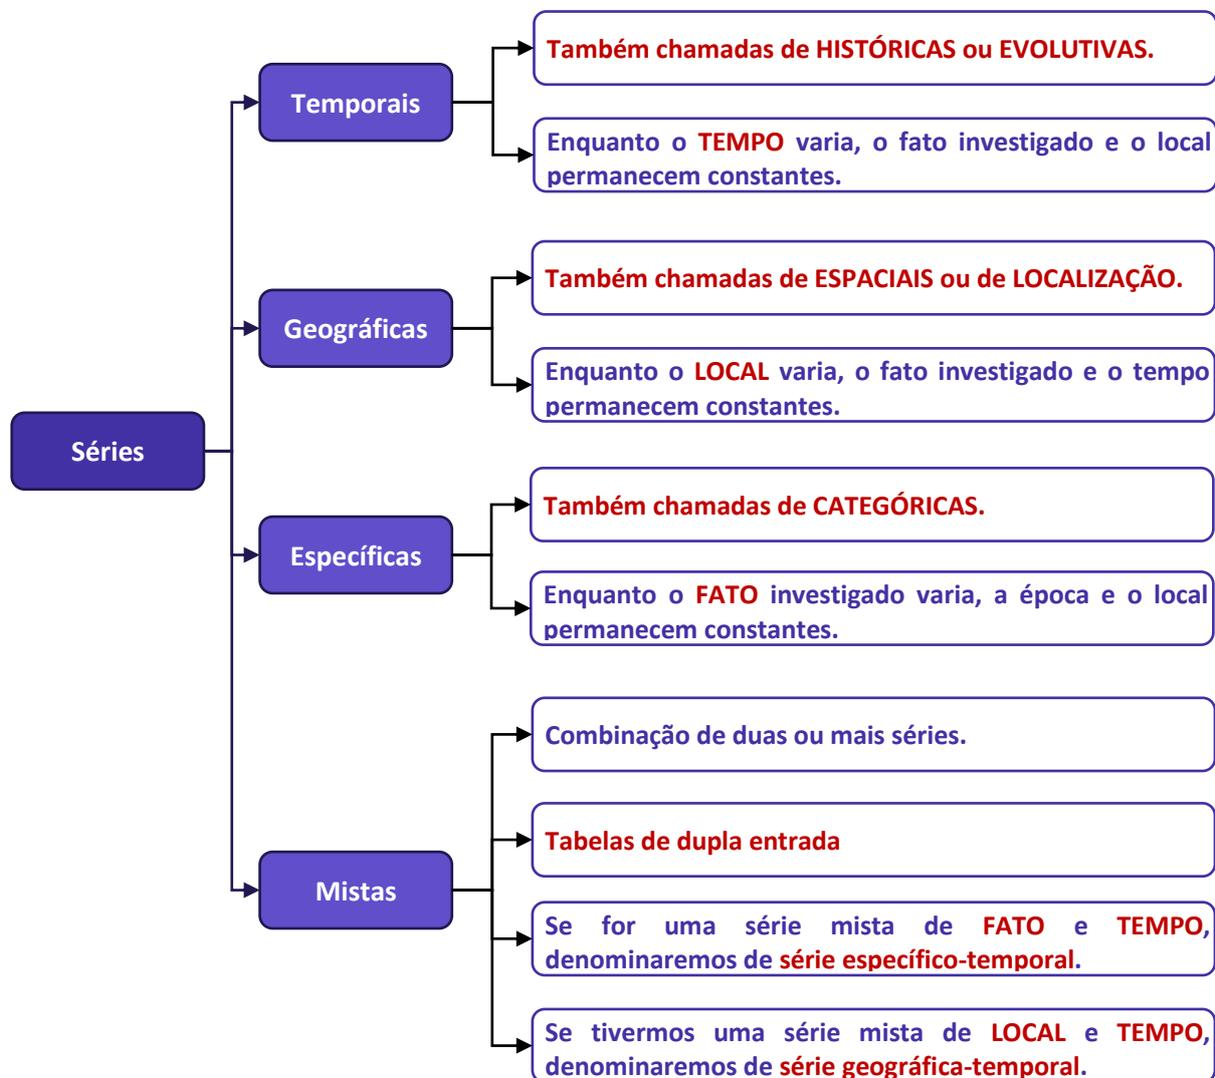 Também chamadas de HISTÓRICAS ou EVOLUTIVAS.
Temporais
Enquanto o TEMPO varia, o fato investigado e o local
permanecem constantes.
Também chamadas de ESPACIAIS ou de LOCALIZAÇÃO.
Geográficas
Enquanto o LOCAL varia, o fato investigado e o tempo
permanecem constantes.
Séries
Também chamadas de CATEGÓRICAS.
Específicas
Enquanto o FATO investigado varia, a época e o local
permanecem constantes.
Combinação de duas ou mais séries.
Tabelas de dupla entrada
Mistas
Se for uma série mista de FATO e TEMPO,
denominaremos de série específico-temporal.
Se tivermos uma série mista de LOCAL e TEMPO,
denominaremos de série geográfica-temporal.